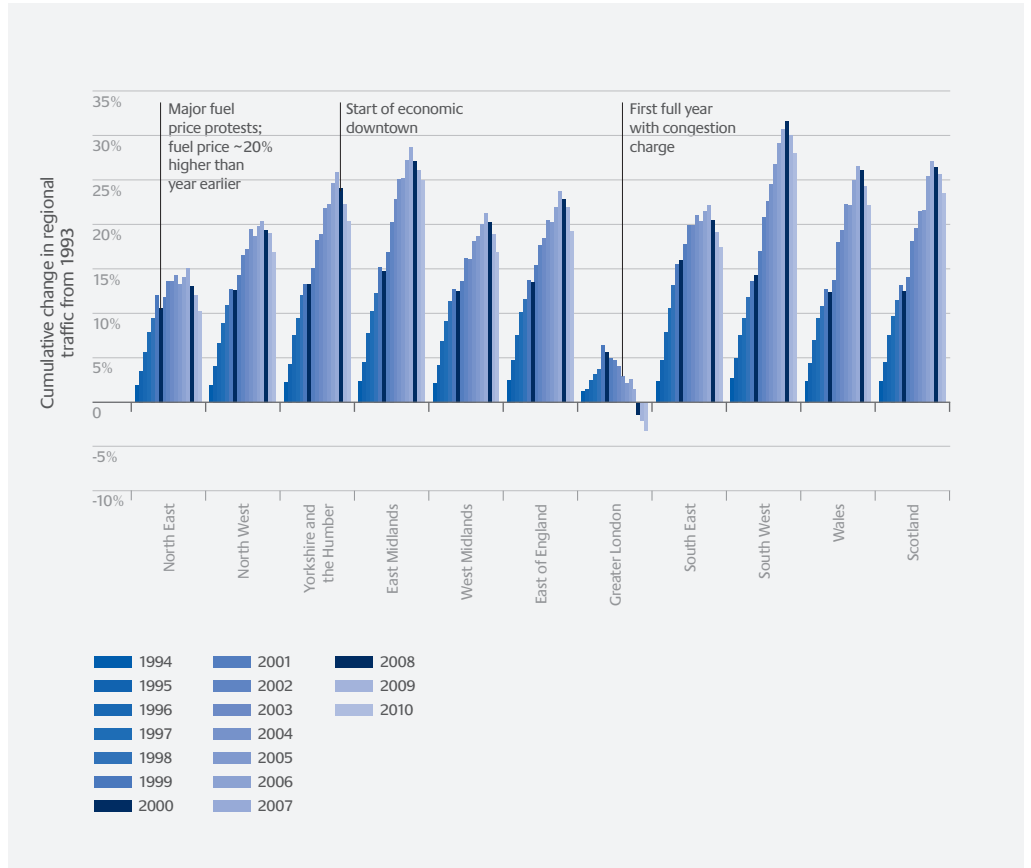 35%
30%
25%
20%
15%
10%
5%
0
-5%
-10%
Cumulative change in regional
traffic from 1993
Major fuel
price protests;
fuel price ~20%
higher than
year earlier
Start of economic
downtown
First full year
with congestion
charge
North East
North West
Yorkshire and
the Humber
East Midlands
West Midlands
East of England
Greater London
South East
South West
Wales
Scotland
1994
1995
1996
1997
1998
1999
2000
2001
2002
2003
2004
2005
2006
2007
2008
2009
2010